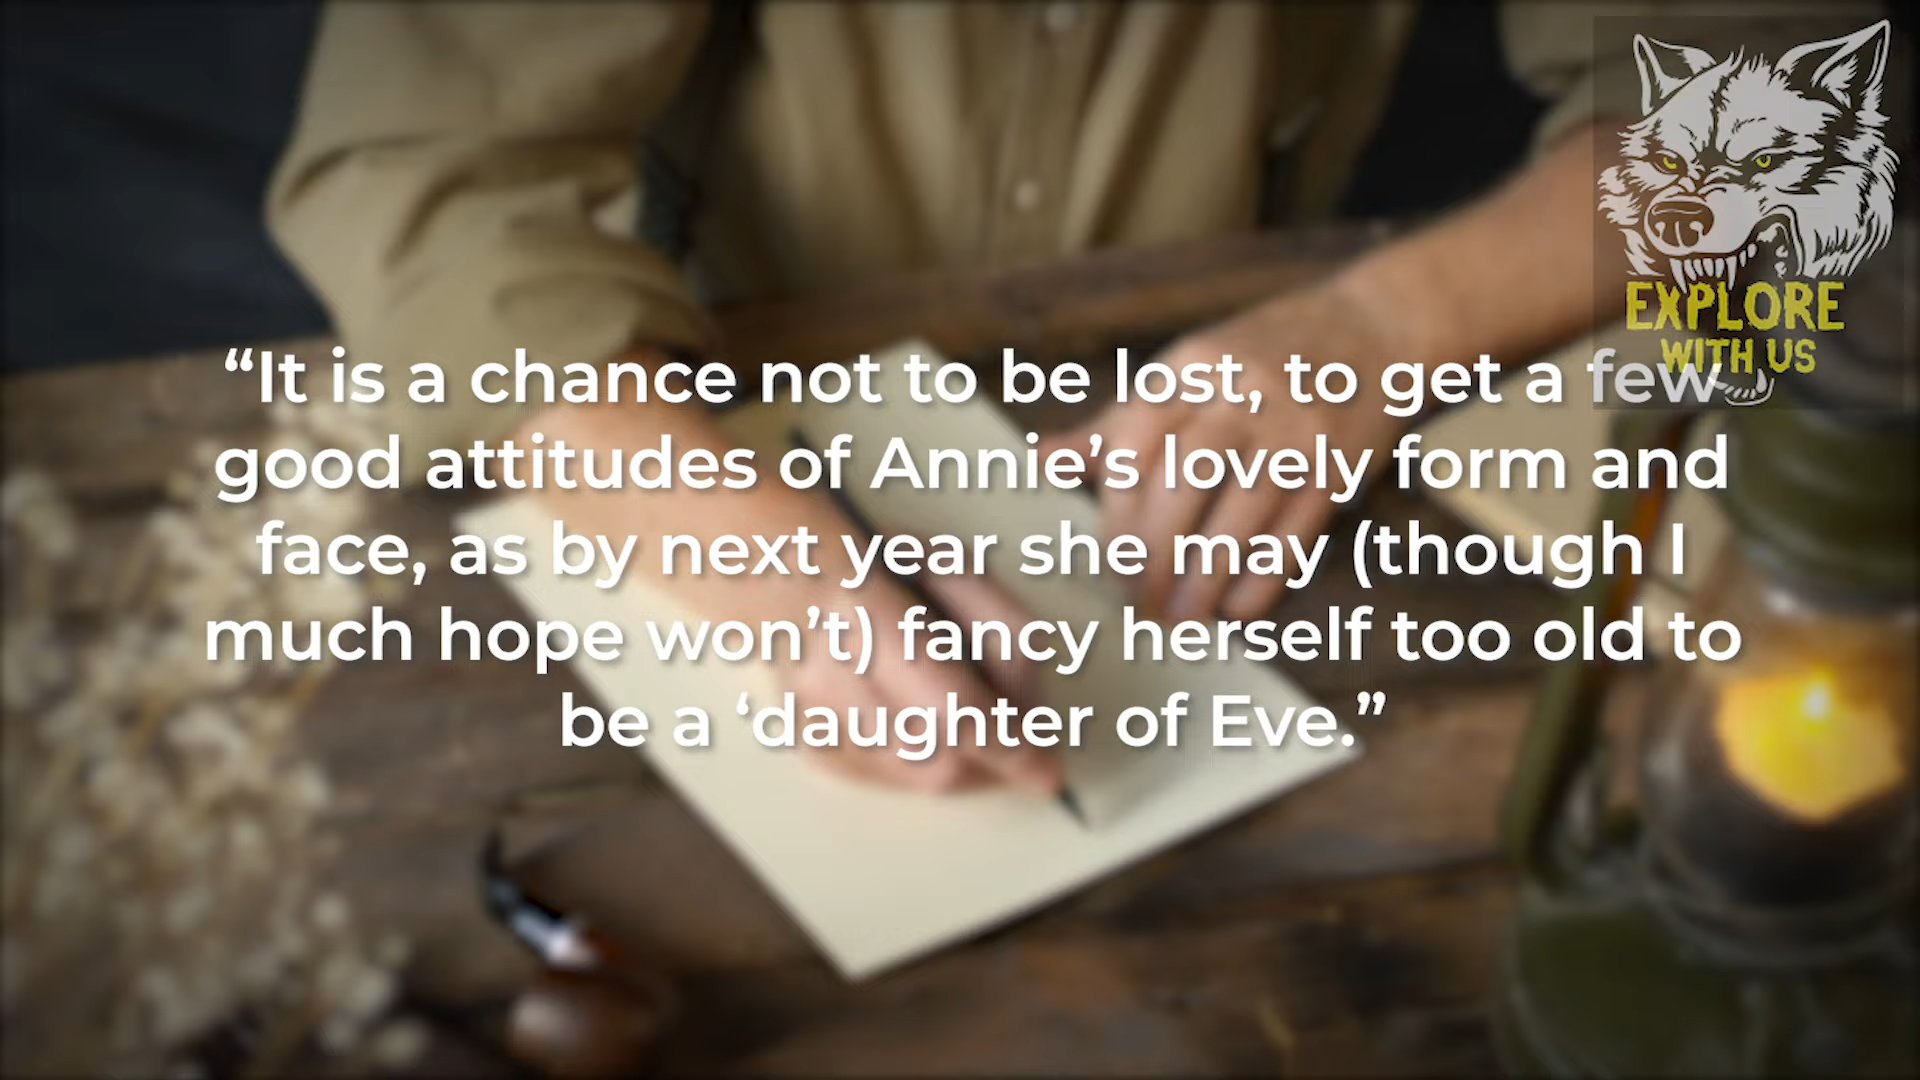 EXPLORE
WITH US
“It is a chance not to be lost, to get a few
good attitudes of Annie’s lovely form and
face, as by next year she may (though I
much hope won’t) fancy herself too old to
be a ‘daughter of Eve.”